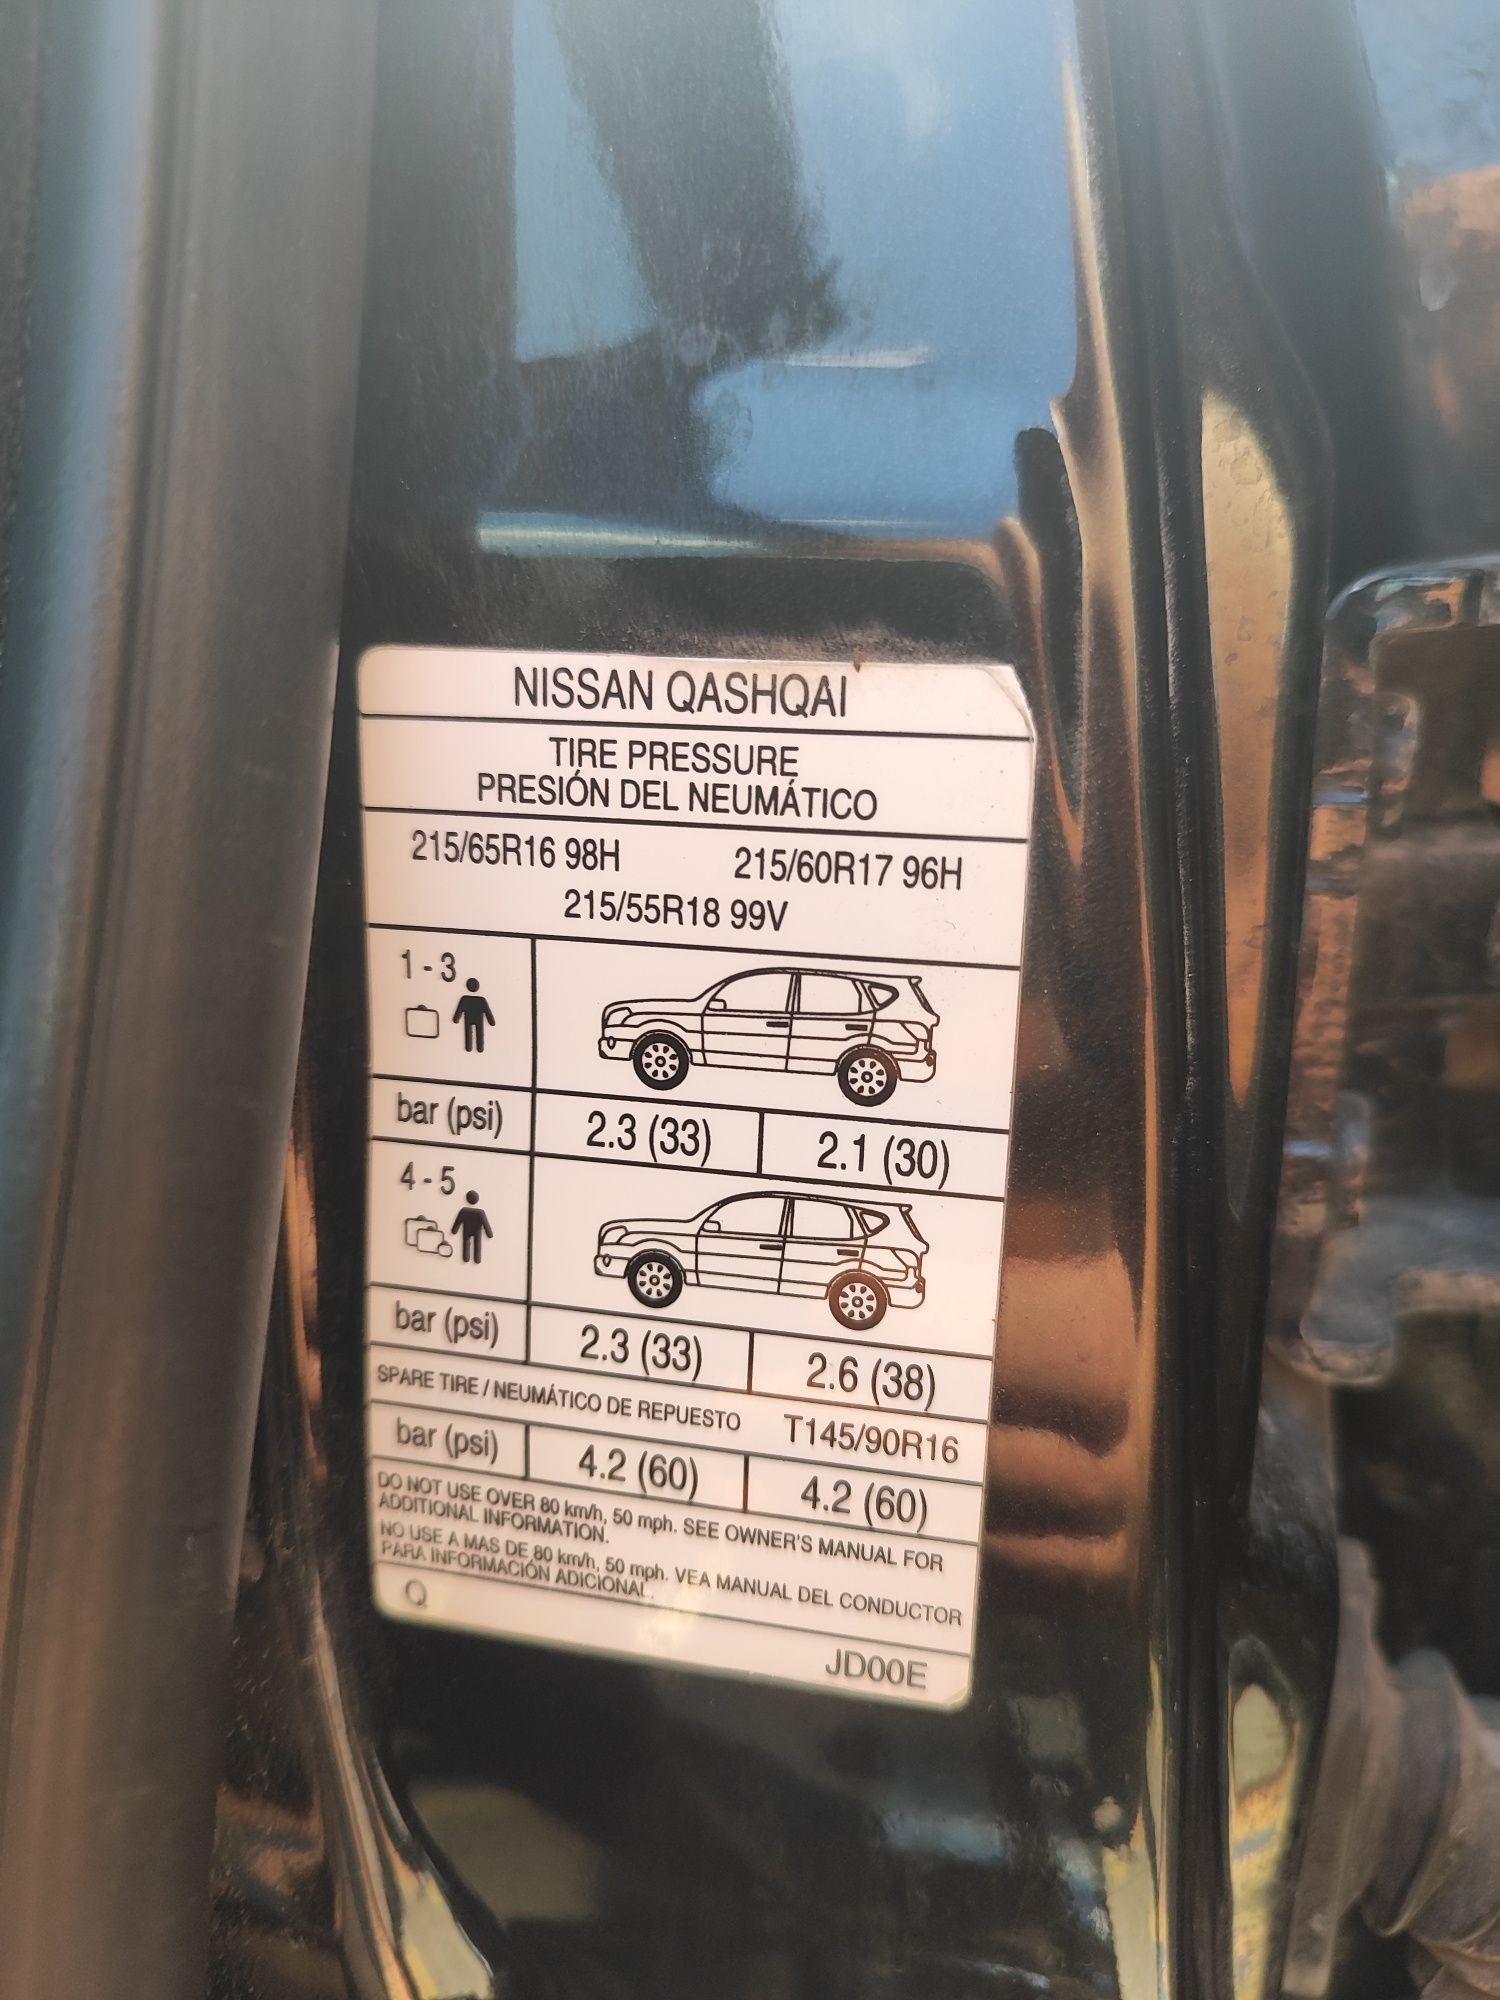 NISSAN QASHQAI
TIRE PRESSURE
PRESIÓN DEL NEUMÁTICO
215/65R16 98H 215/60R17 96H
215/55R18 99V
1 - 3
bar (psi) 2.3 (33) 2.1 (30)
4 - 5
bar (psi) 2.3 (33) 2.6 (38)
SPARE TIRE / NEUMÁTICO DE REPUESTO T145/90R16
bar (psi) 4.2 (60) 4.2 (60)
DO NOT USE OVER 80 km/h, 50 mph. SEE OWNER'S MANUAL FOR
ADDITIONAL INFORMATION.
NO USE A MAS DE 80 km/h, 50 mph. VEA MANUAL DEL CONDUCTOR
PARA INFORMACIÓN ADICIONAL.
Q
JD00E